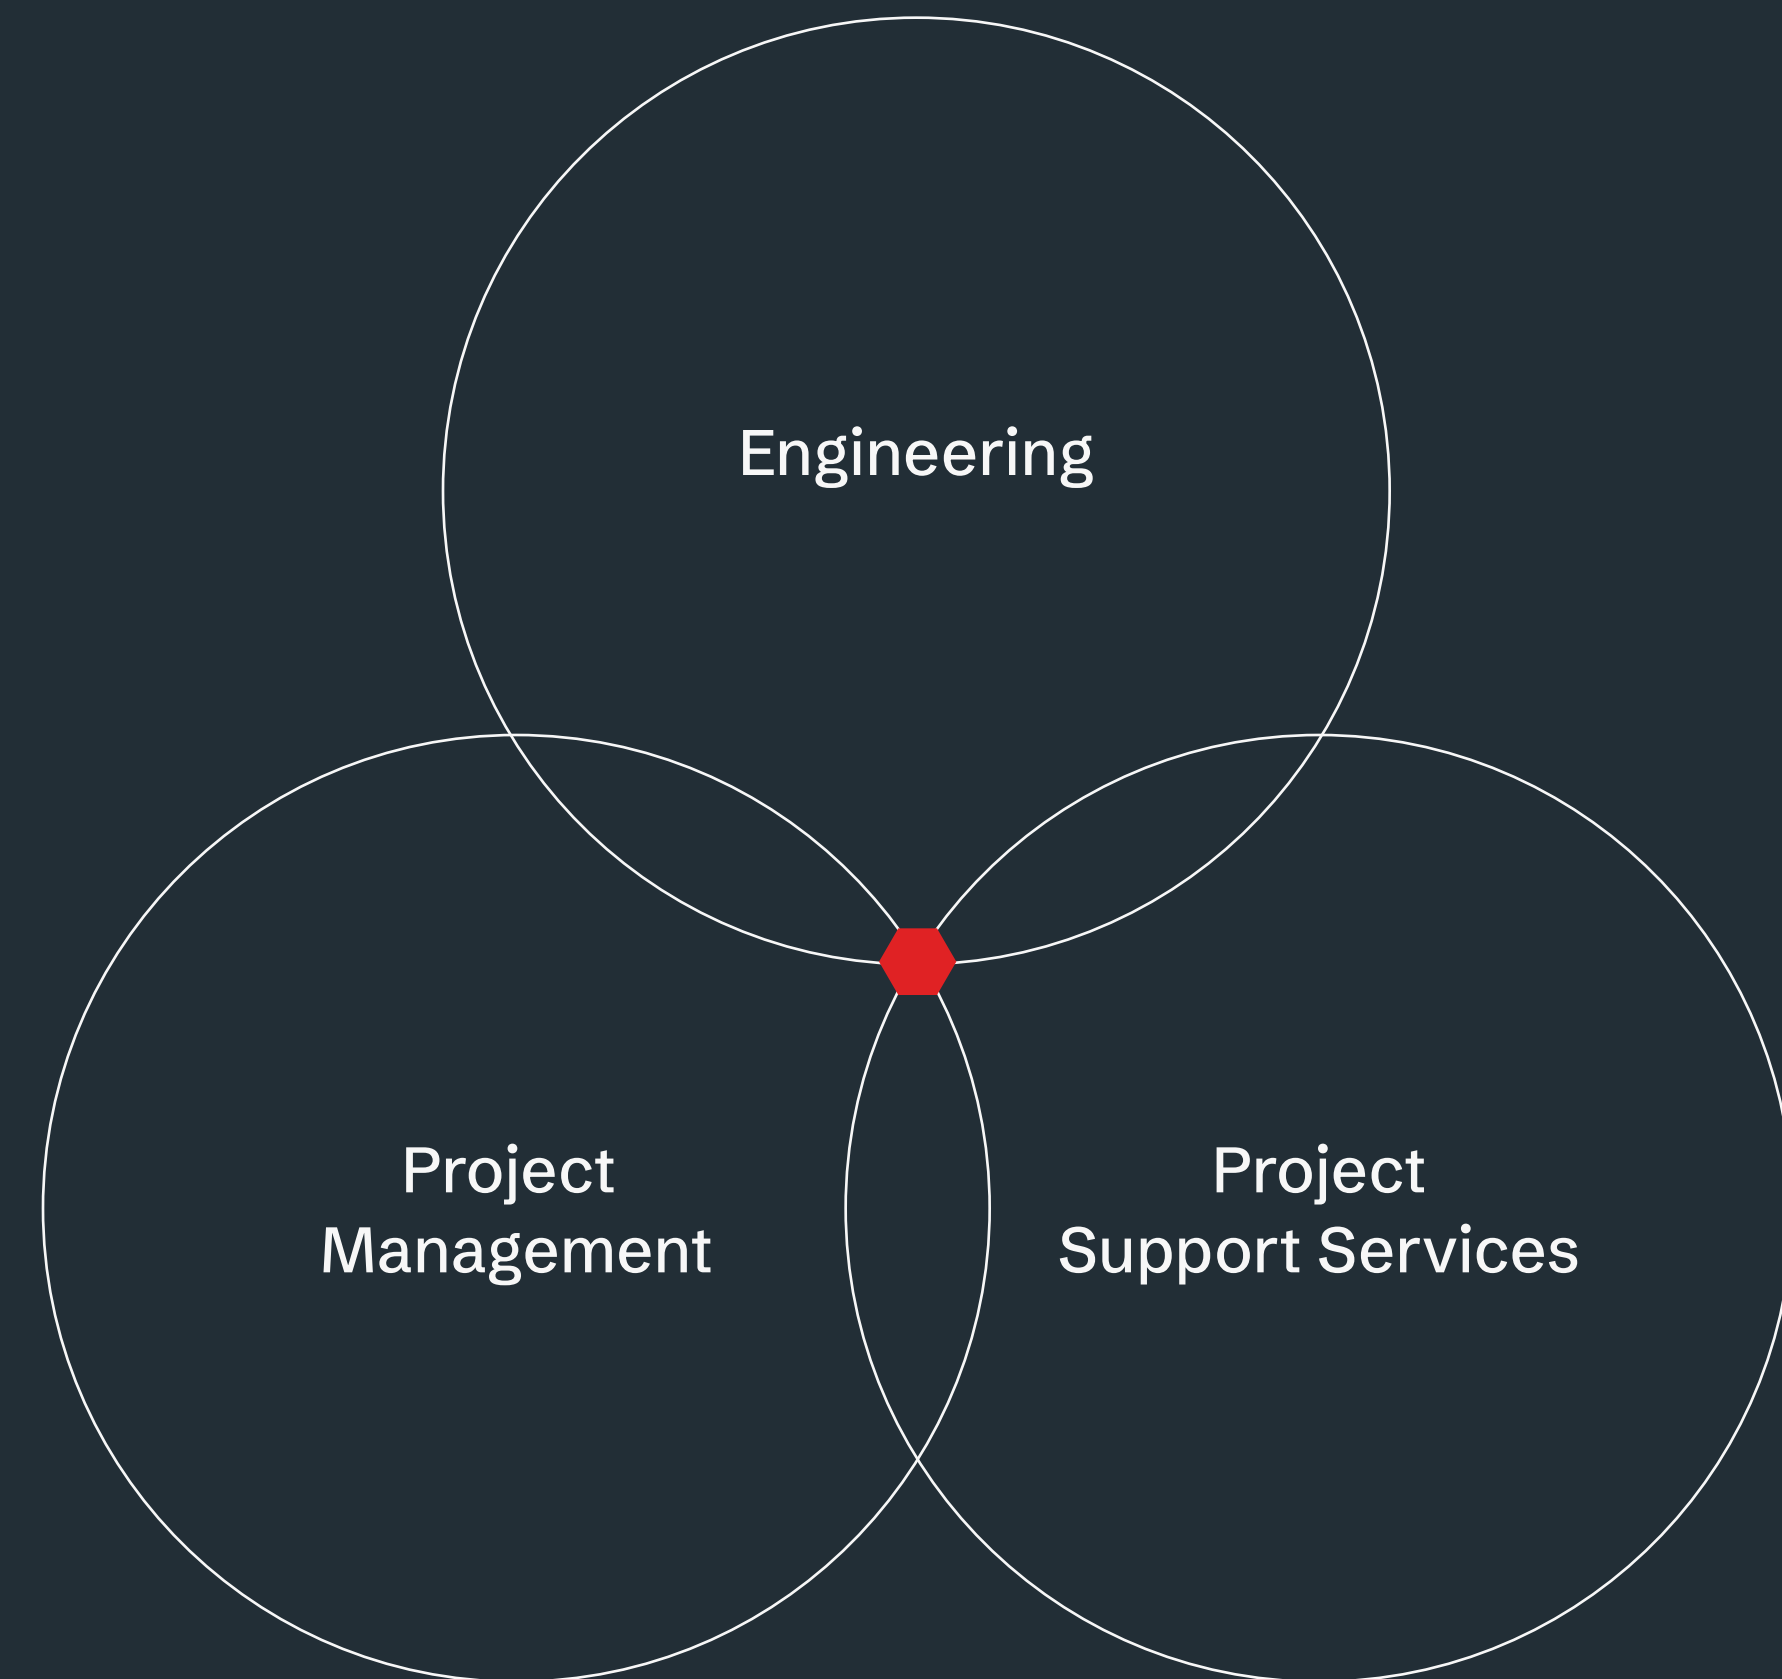 Engineering
Project
Management
Project
Support Services